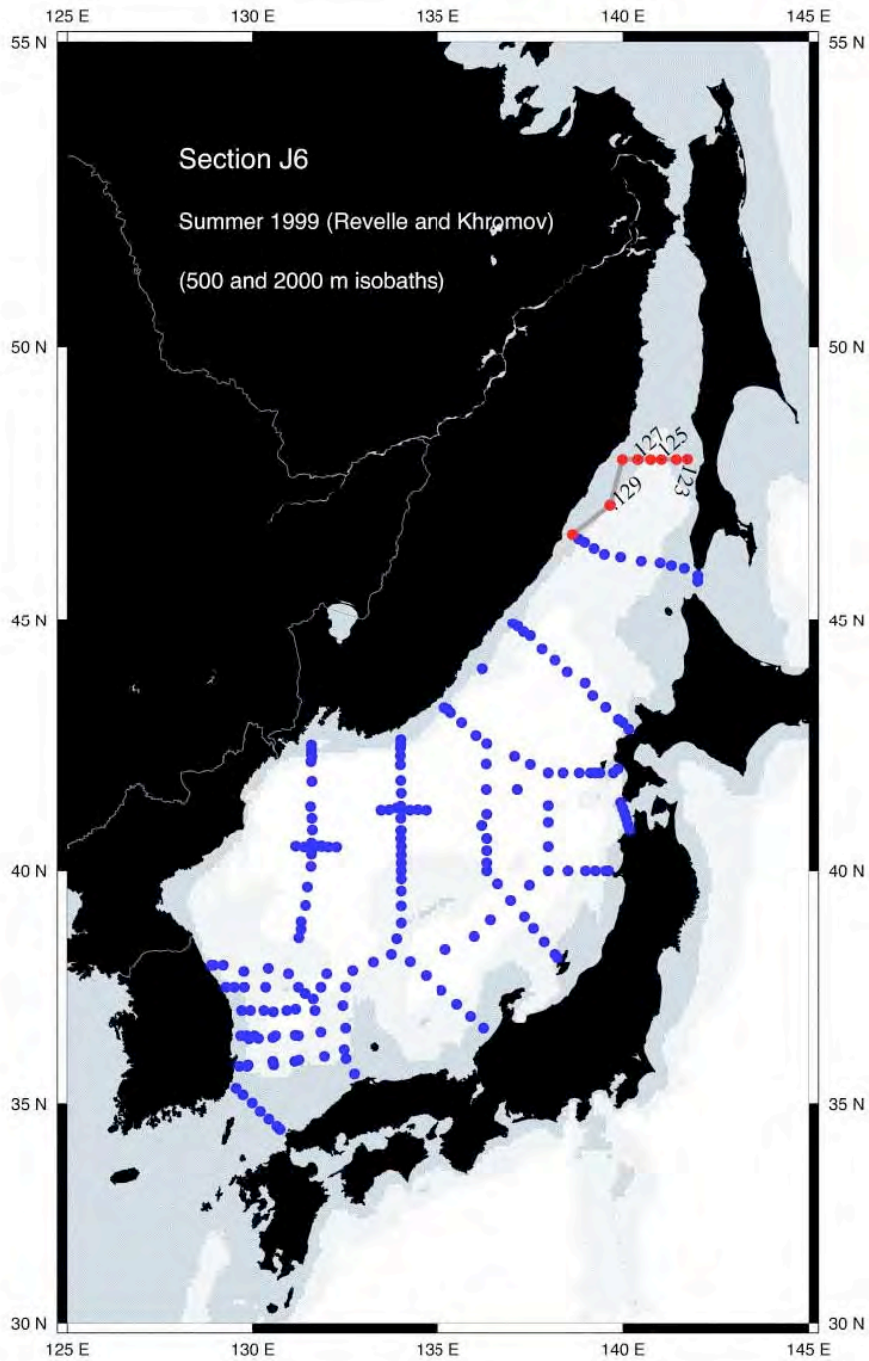 125 E 130 E 135 E 140 E 145 E
55 N 55 N
Section J6
Summer 1999 (Revelle and Khromov)
(500 and 2000 m isobaths)
50 N 50 N
127
125
123
129
45 N 45 N
40 N 40 N
35 N 35 N
30 N 30 N
125 E 130 E 135 E 140 E 145 E